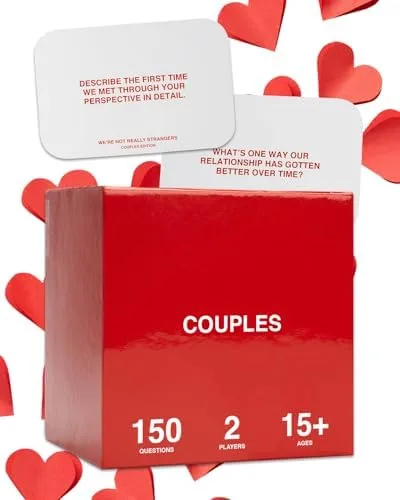 DESCRIBE THE FIRST TIME
WE MET THROUGH YOUR
PERSPECTIVE IN DETAIL.
WE'RE NOT REALLY STRANGERS
COUPLES EDITION
WHAT'S ONE WAY OUR
RELATIONSHIP HAS GOTTEN
BETTER OVER TIME?
COUPLES
150
QUESTIONS
2
PLAYERS
15+
AGES